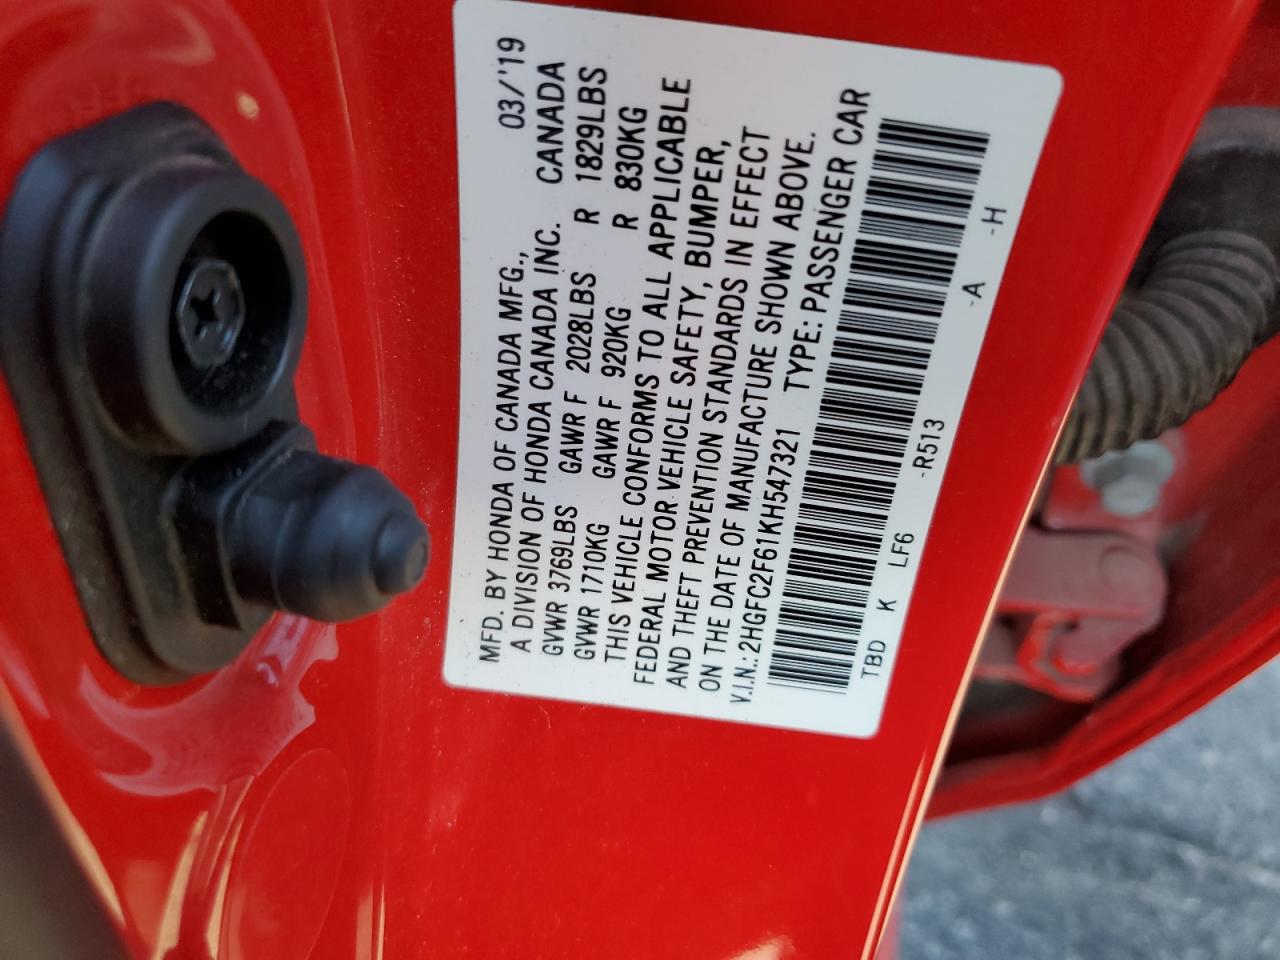 MFD. BY HONDA OF CANADA MFG., 03/'19
A DIVISION OF HONDA CANADA INC. CANADA
GVWR 3769LBS GAWR F 2028LBS R 1829LBS
GVWR 1710KG GAWR F 920KG R 830KG
THIS VEHICLE CONFORMS TO ALL APPLICABLE
FEDERAL MOTOR VEHICLE SAFETY, BUMPER,
AND THEFT PREVENTION STANDARDS IN EFFECT
ON THE DATE OF MANUFACTURE SHOWN ABOVE.
V.I.N.: 2HGFC2F61KH547321 TYPE: PASSENGER CAR
TBD K LF6 -R513 -A -H